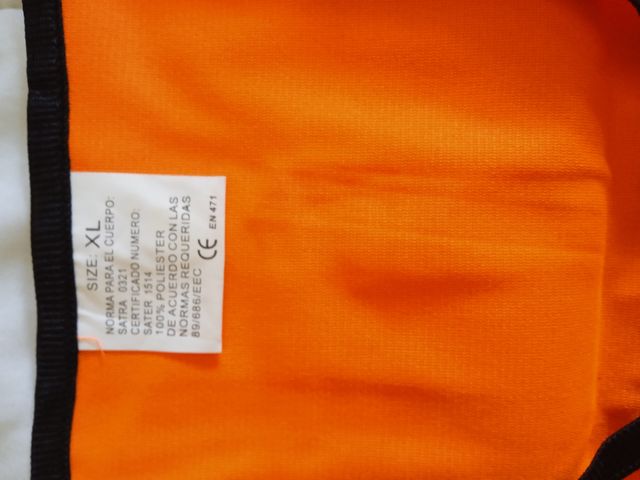 SIZE: XL
NORMA PARA EL CUERPO:
SATRA 0321
CERTIFICADO NUMERO:
SATER 1514
100% POLIESTER
DE ACUERDO CON LAS
NORMAS REQUERIDAS
89/686/EEC CE EN 471